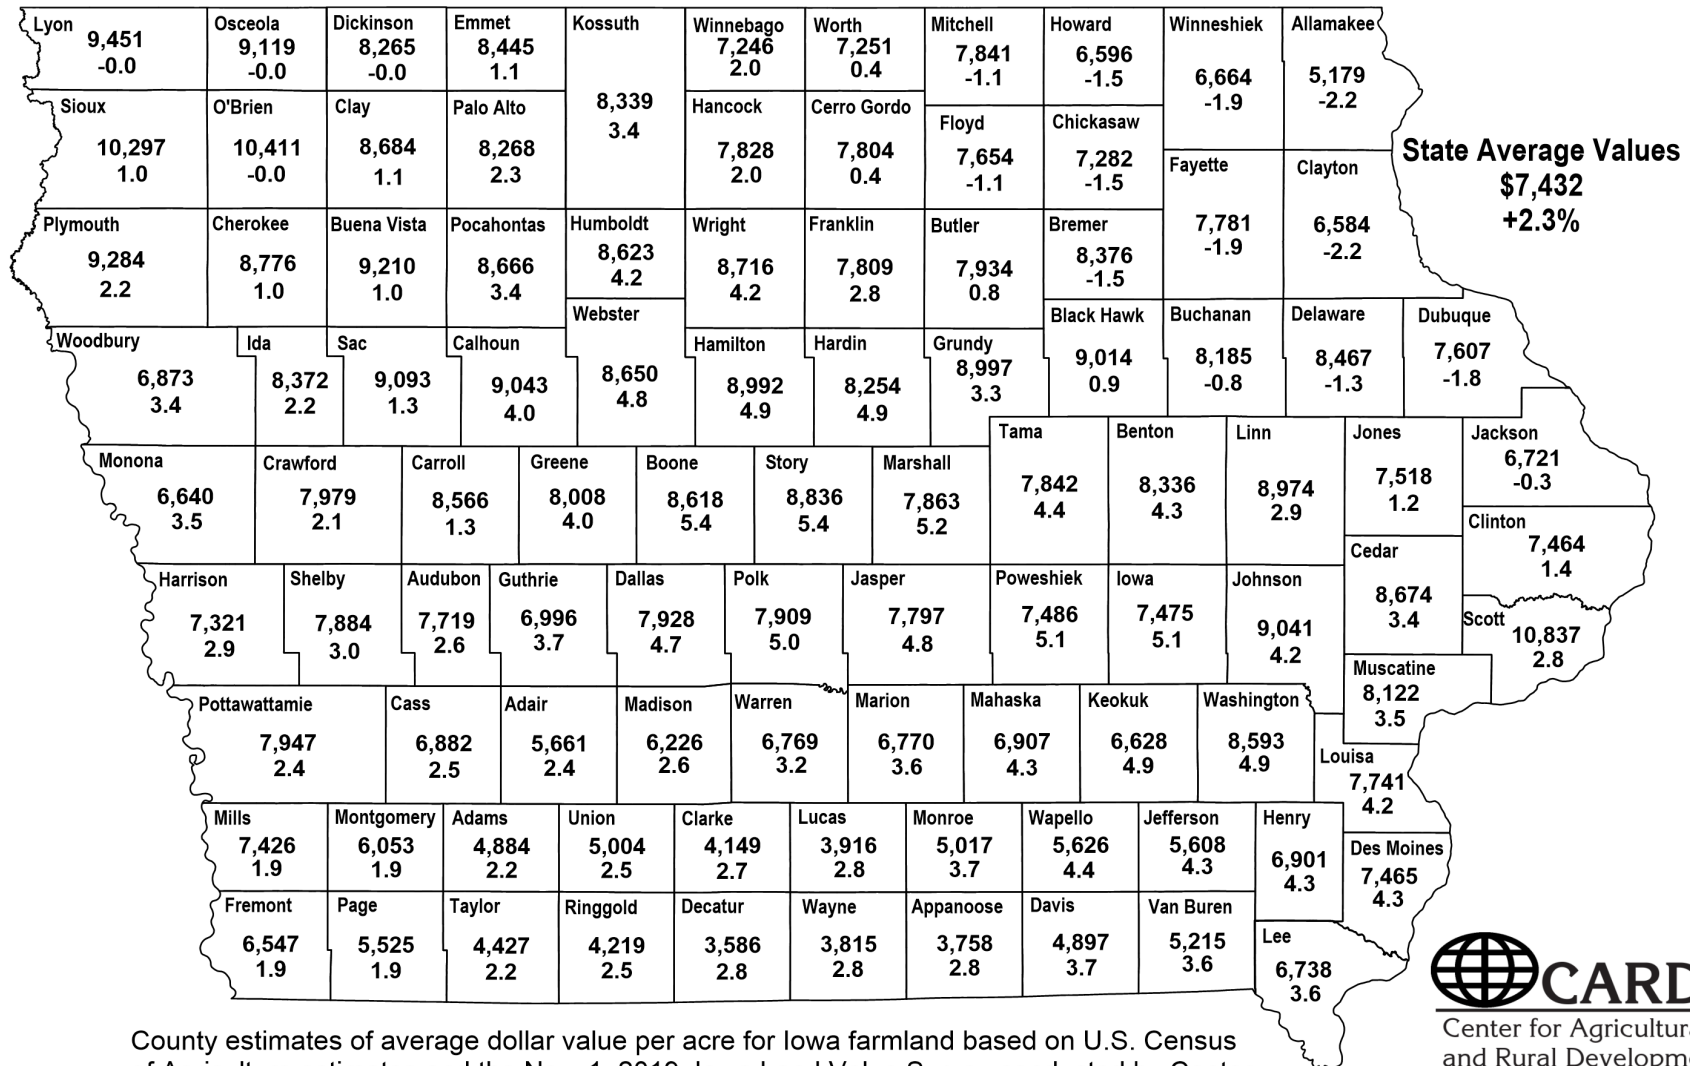 Lyon
9,451
-0.0
Osceola
9,119
-0.0
Dickinson
8,265
-0.0
Emmet
8,445
1.1
Kossuth
8,339
3.4
Winnebago
7,246
2.0
Worth
7,251
0.4
Mitchell
7,841
-1.1
Howard
6,596
-1.5
Winneshiek
6,664
-1.9
Allamakee
5,179
-2.2
Sioux
10,297
1.0
O'Brien
10,411
-0.0
Clay
8,684
1.1
Palo Alto
8,268
2.3
Hancock
7,828
2.0
Cerro Gordo
7,804
0.4
Floyd
7,654
-1.1
Chickasaw
7,282
-1.5
State Average Values
$7,432
+2.3%
Fayette
7,781
-1.9
Clayton
6,584
-2.2
Plymouth
9,284
2.2
Cherokee
8,776
1.0
Buena Vista
9,210
1.0
Pocahontas
8,666
3.4
Humboldt
8,623
4.2
Wright
8,716
4.2
Franklin
7,809
2.8
Butler
7,934
0.8
Bremer
8,376
-1.5
Woodbury
6,873
3.4
Ida
8,372
2.2
Sac
9,093
1.3
Calhoun
9,043
4.0
Webster
8,650
4.8
Hamilton
8,992
4.9
Hardin
8,254
4.9
Grundy
8,997
3.3
Black Hawk
9,014
0.9
Buchanan
8,185
-0.8
Delaware
8,467
-1.3
Dubuque
7,607
-1.8
Monona
6,640
3.5
Crawford
7,979
2.1
Carroll
8,566
1.3
Greene
8,008
4.0
Boone
8,618
5.4
Story
8,836
5.4
Marshall
7,863
5.2
Tama
7,842
4.4
Benton
8,336
4.3
Linn
8,974
2.9
Jones
7,518
1.2
Jackson
6,721
-0.3
Clinton
7,464
1.4
Cedar
8,674
3.4
Scott
10,837
2.8
Harrison
7,321
2.9
Shelby
7,884
3.0
Audubon
7,719
2.6
Guthrie
6,996
3.7
Dallas
7,928
4.7
Polk
7,909
5.0
Jasper
7,797
4.8
Poweshiek
7,486
5.1
Iowa
7,475
5.1
Johnson
9,041
4.2
Muscatine
8,122
3.5
Pottawattamie
7,947
2.4
Cass
6,882
2.5
Adair
5,661
2.4
Madison
6,226
2.6
Warren
6,769
3.2
Marion
6,770
3.6
Mahaska
6,907
4.3
Keokuk
6,628
4.9
Washington
8,593
4.9
Louisa
7,741
4.2
Mills
7,426
1.9
Montgomery
6,053
1.9
Adams
4,884
2.2
Union
5,004
2.5
Clarke
4,149
2.7
Lucas
3,916
2.8
Monroe
5,017
3.7
Wapello
5,626
4.4
Jefferson
5,608
4.3
Henry
6,901
4.3
Des Moines
7,465
4.3
Fremont
6,547
1.9
Page
5,525
1.9
Taylor
4,427
2.2
Ringgold
4,219
2.5
Decatur
3,586
2.8
Wayne
3,815
2.8
Appanoose
3,758
2.8
Davis
4,897
3.7
Van Buren
5,215
3.6
Lee
6,738
3.6
CARD
Center for Agricultura
and Rural Developm
County estimates of average dollar value per acre for Iowa farmland based on U.S. Census